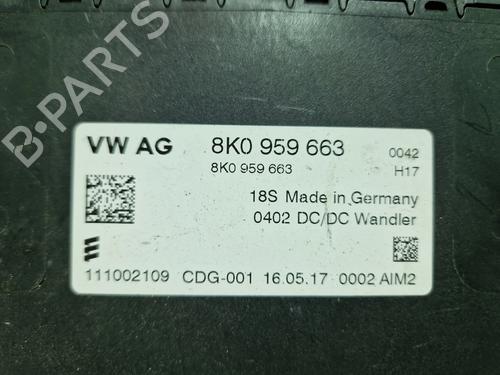 VW AG 8K0 959 663 0042
8K0 959 663 H17
18S Made in Germany
0402 DC/DC Wandler
111002109 CDG-001 16.05.17 0002 AIM2
B-PARTS